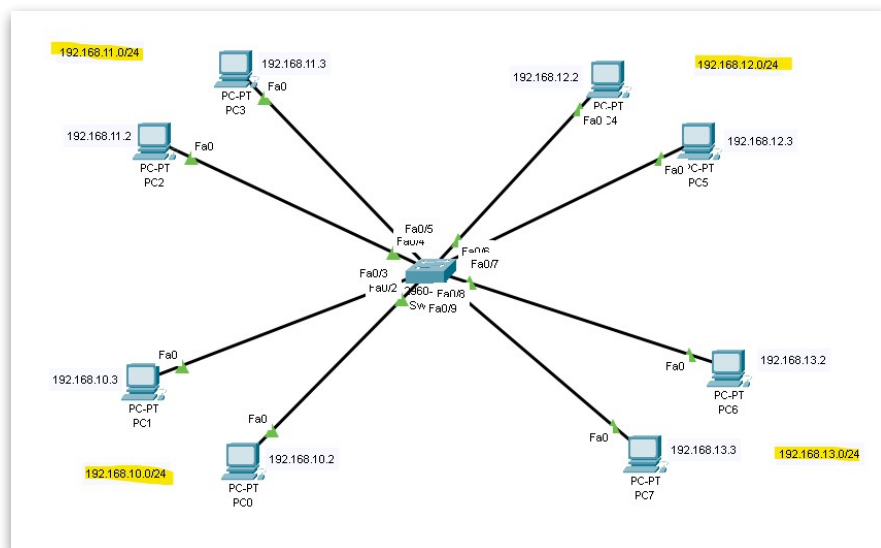 192.168.11.0/24
192.168.11.3
Fa0
PC-PT
PC3
192.168.12.2
PC-PT
Fa0 C4
192.168.12.0/24
192.168.11.2
Fa0
PC-PT
PC2
192.168.12.3
Fa0
PC-PT
PC5
Fa0/5
Fa0/4
Fa0/6
Fa0/7
Fa0/3
Fa0/2
2960-
Fa0/8
Sw
Fa0/9
Fa0
192.168.10.3
PC-PT
PC1
192.168.13.2
Fa0
PC-PT
PC6
Fa0
192.168.10.2
PC-PT
PC0
192.168.10.0/24
Fa0
192.168.13.3
PC-PT
PC7
192.168.13.0/24